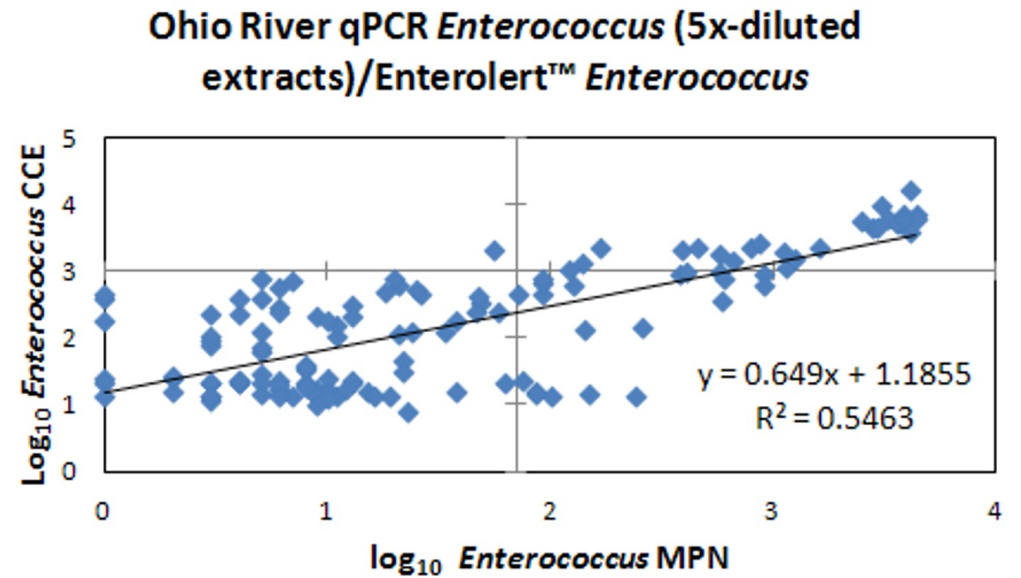 Ohio River qPCR Enterococcus (5x-diluted
extracts)/Enterolert™ Enterococcus
Log₁₀ Enterococcus CCE
5
4
3
2
1
0
y = 0.649x + 1.1855
R² = 0.5463
0 1 2 3 4
log₁₀ Enterococcus MPN